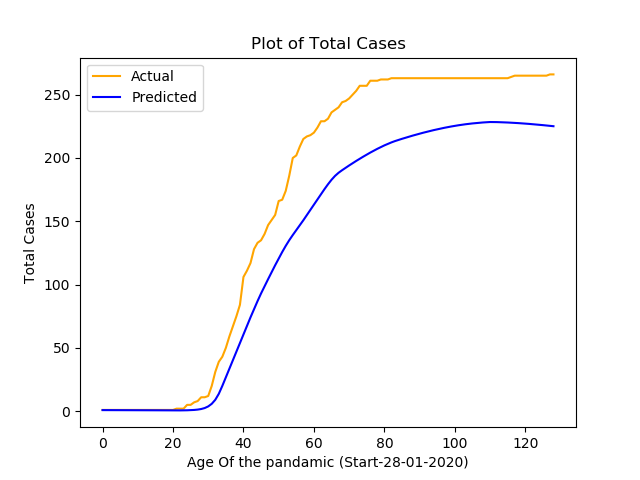 Plot of Total Cases
Actual
Predicted
Total Cases
250
200
150
100
50
0
0 20 40 60 80 100 120
Age Of the pandamic (Start-28-01-2020)